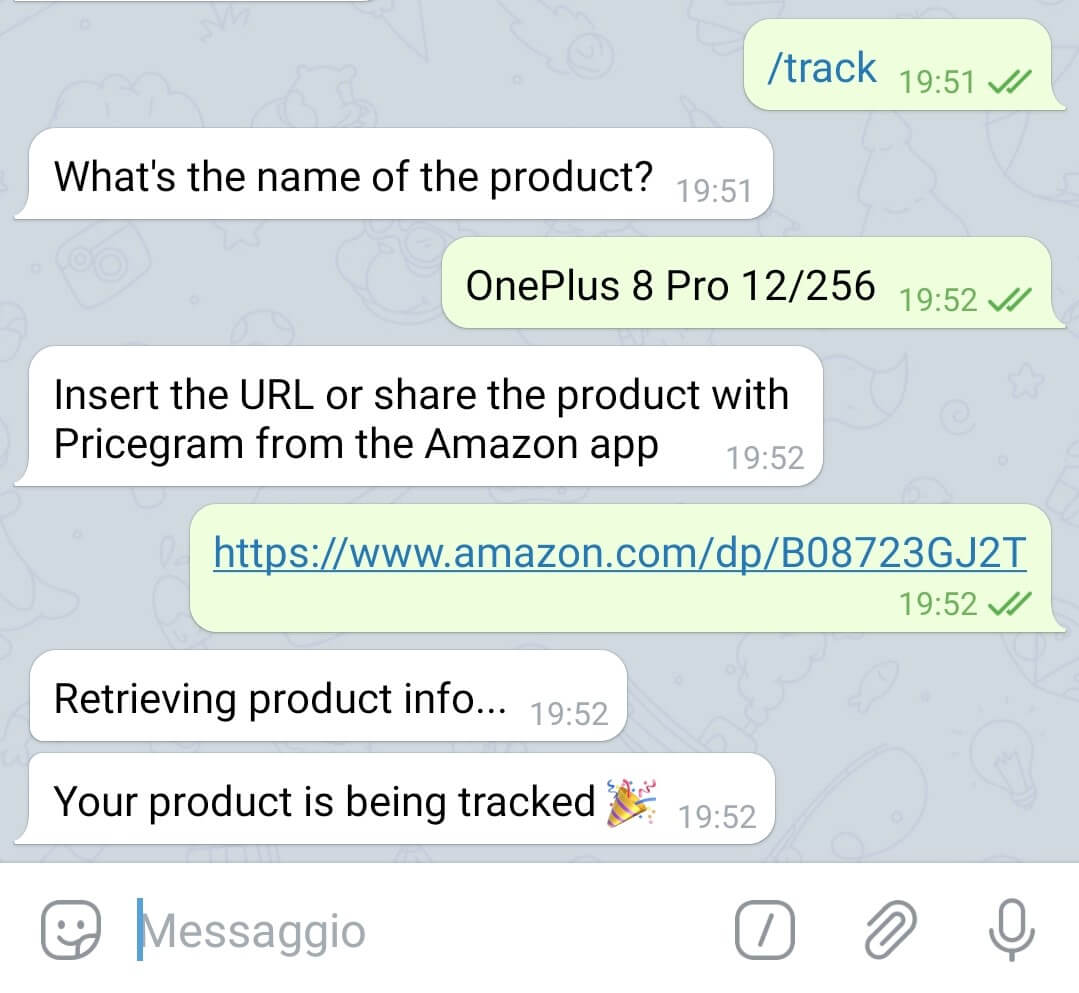 /track 19:51
What's the name of the product? 19:51
OnePlus 8 Pro 12/256 19:52
Insert the URL or share the product with
Pricegram from the Amazon app 19:52
https://www.amazon.com/dp/B08723GJ2T
19:52
Retrieving product info... 19:52
Your product is being tracked 🎉 19:52
Messaggio